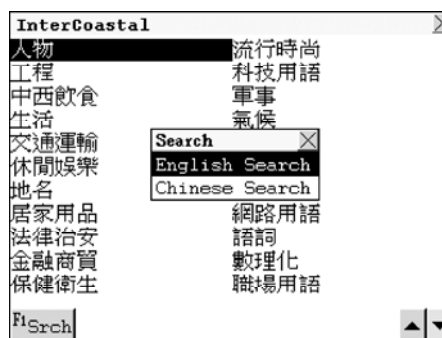 InterCoastal
人物 流行時尚
工程 科技用語
中西飲食 軍事
生活 氣候
交通運輸
休閒娛樂
地名
Search
English Search
Chinese Search
居家用品 網路用語
法律治安 語詞
金融商貿 數理化
保健衛生 職場用語
F1Srch